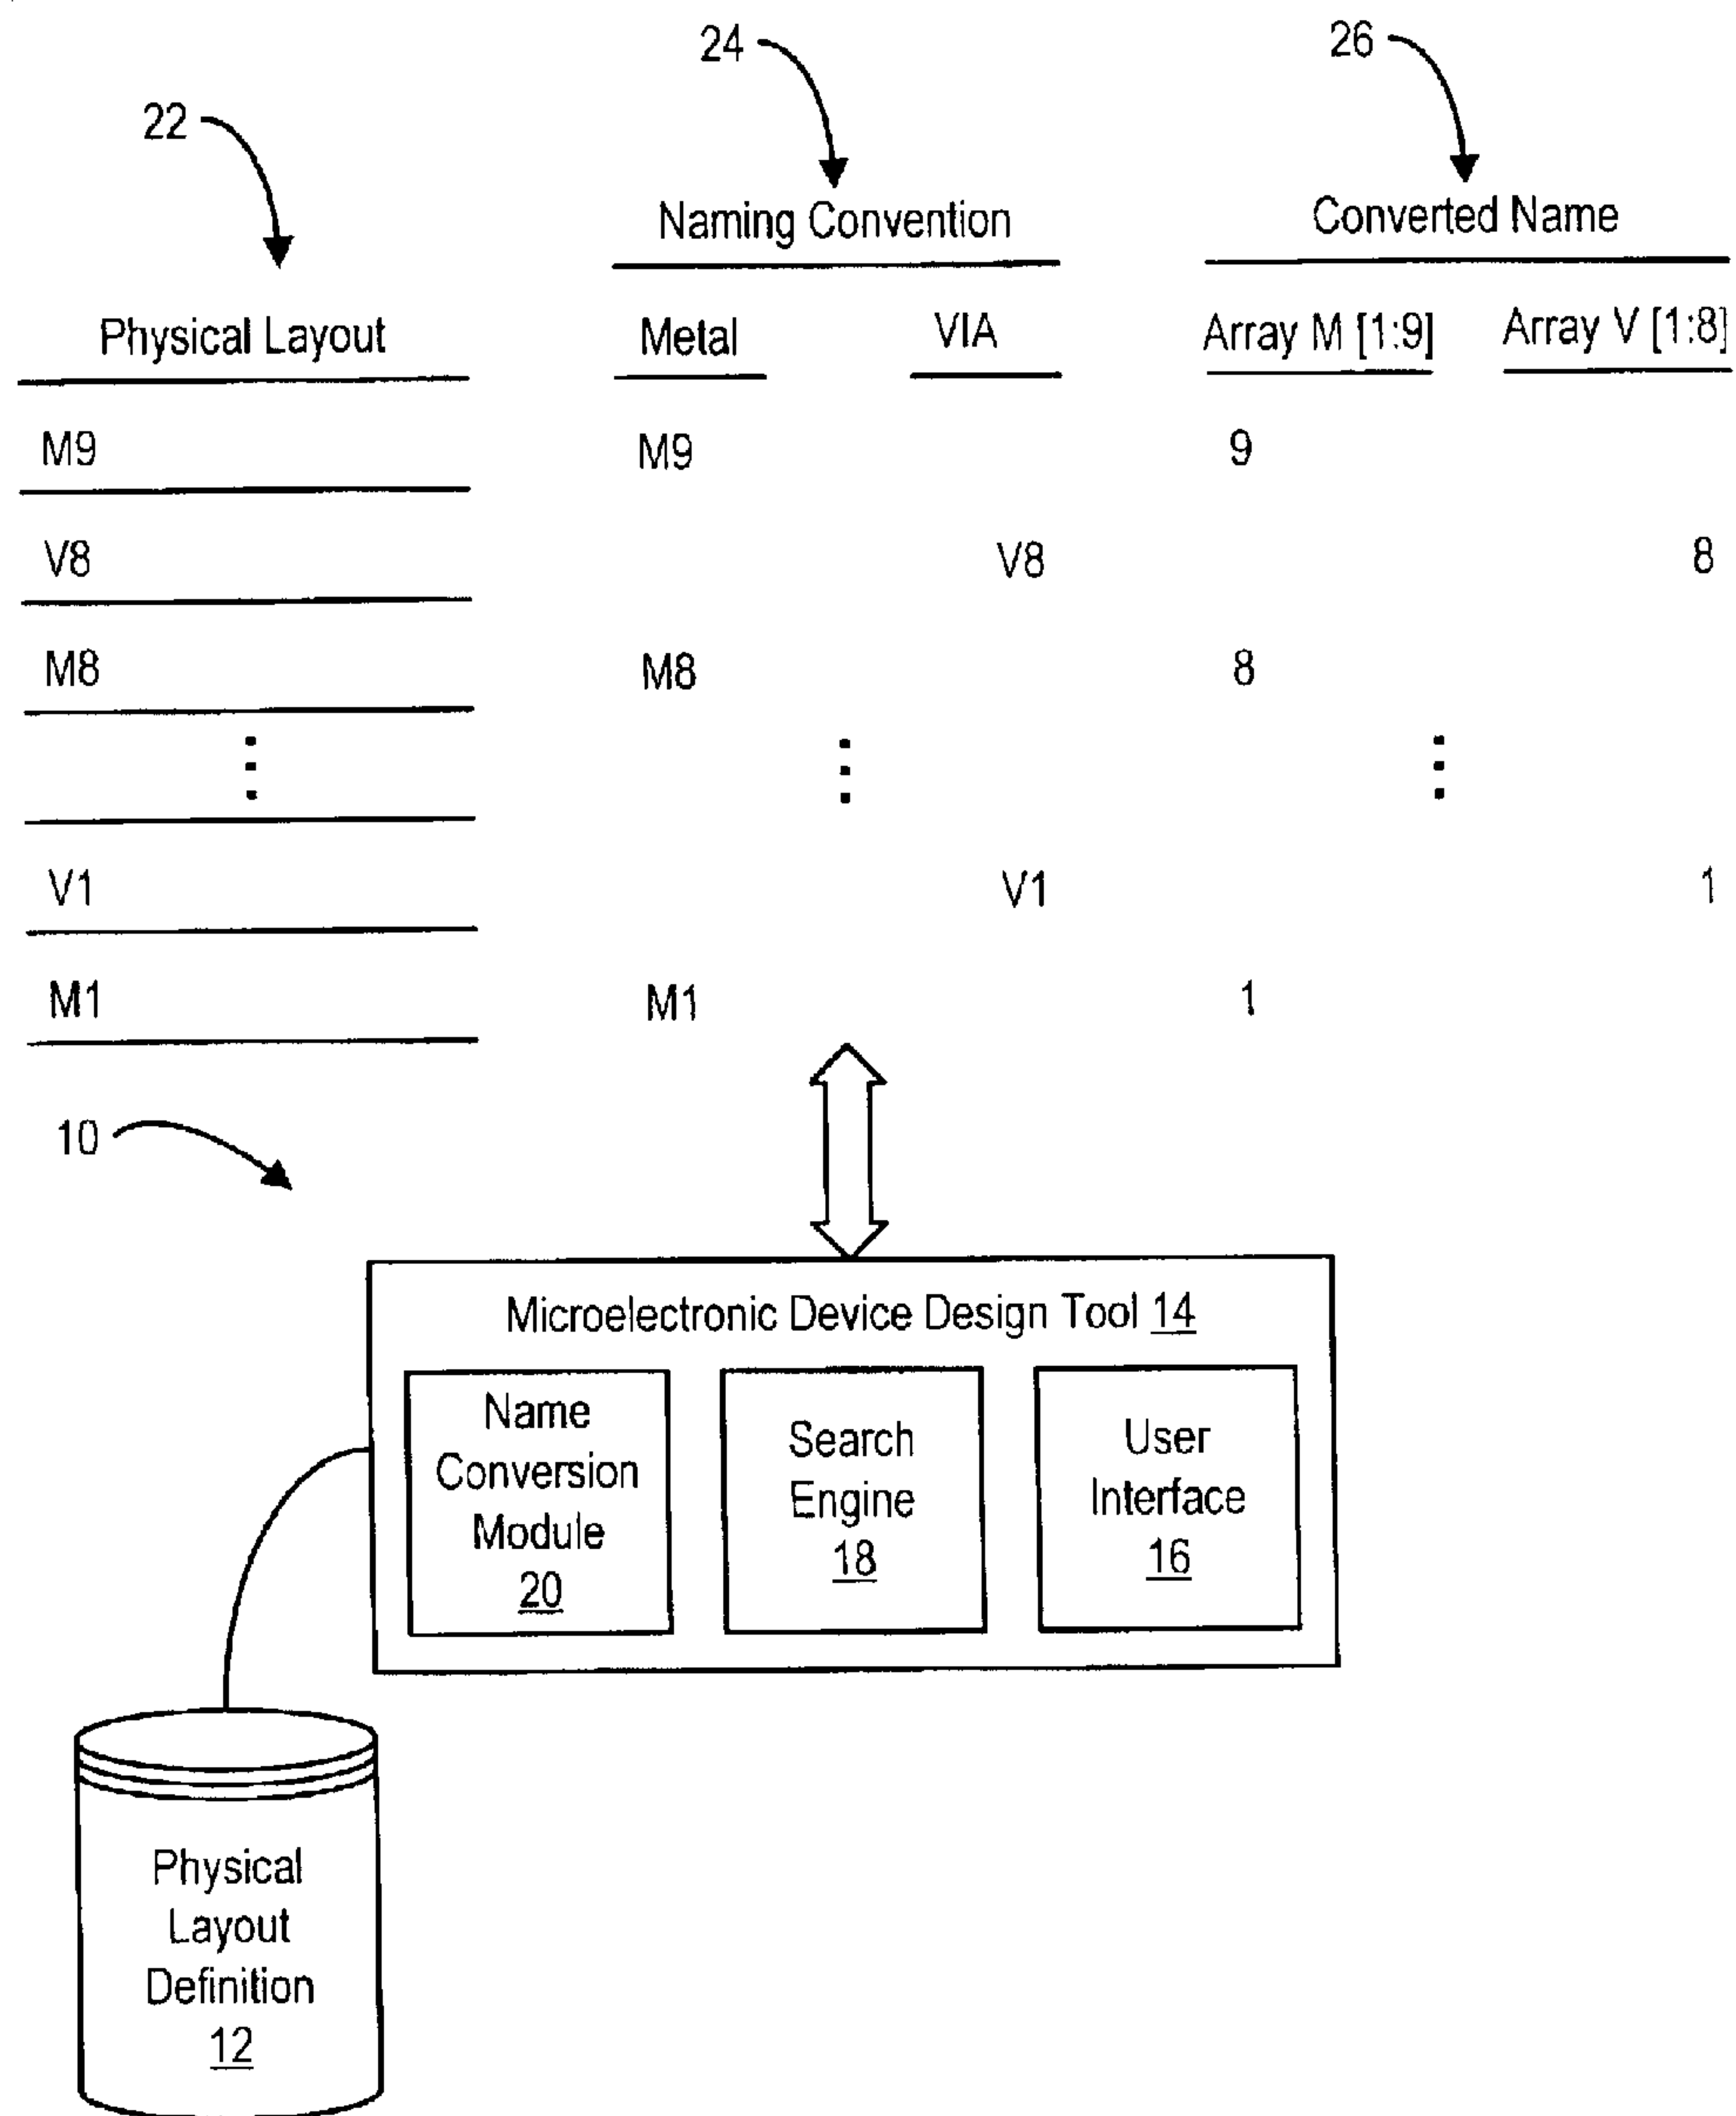 24
26
22
Naming Convention
Converted Name
Physical Layout
Metal
VIA
Array M [1:9]
Array V [1:8]
M9 M9 9
V8 V8 8
M8 M8 8
V1 V1 1
M1 M1 1
10
Microelectronic Device Design Tool 14
Name
Conversion
Module
20
Search
Engine
18
User
Interface
16
Physical
Layout
Definition
12